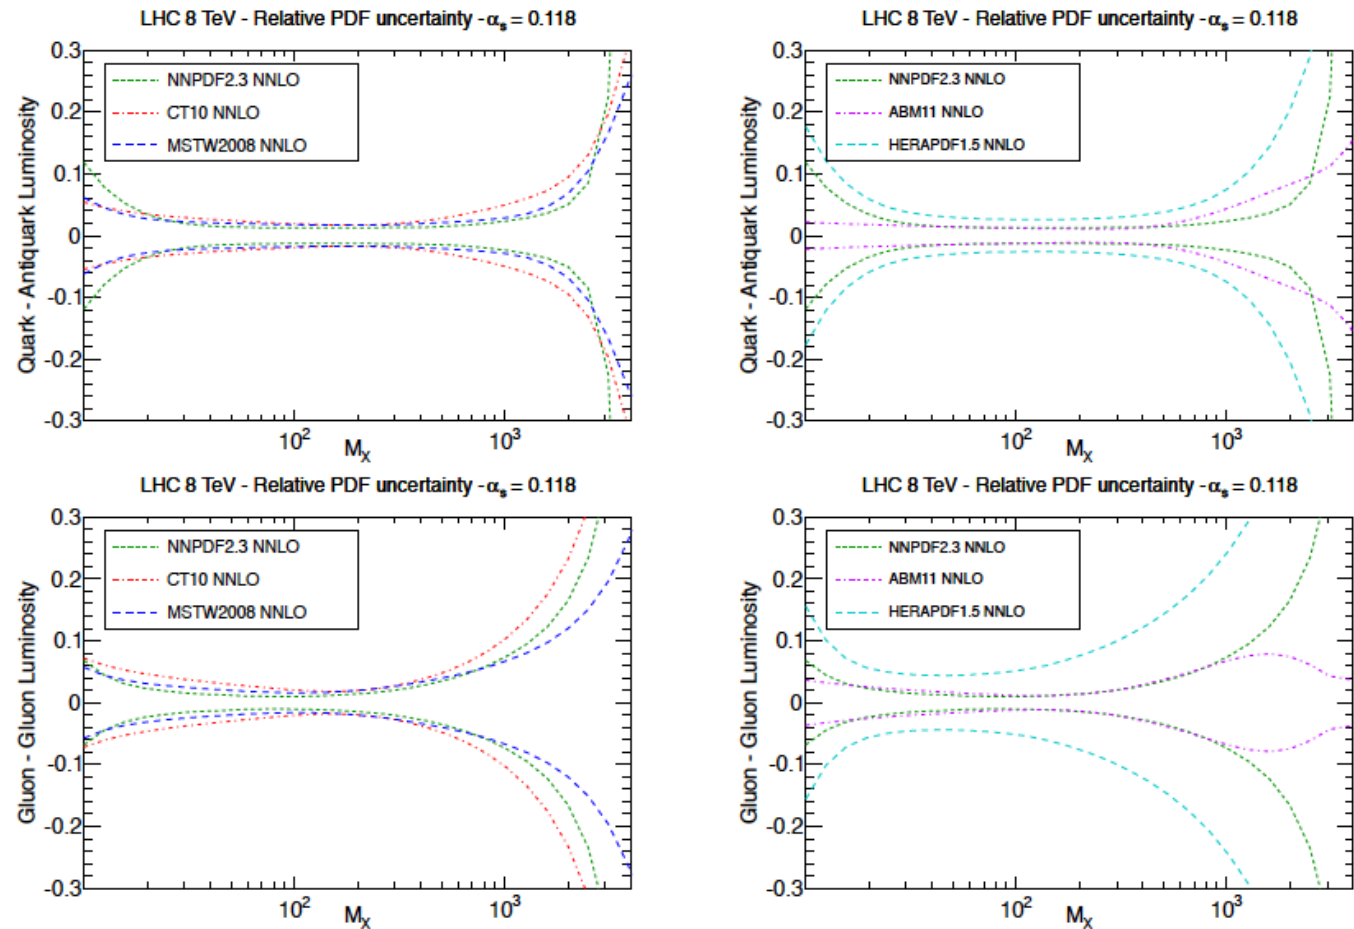 LHC 8 TeV - Relative PDF uncertainty - αs = 0.118
Quark - Antiquark Luminosity
0.3
0.2
0.1
0
-0.1
-0.2
-0.3
NNPDF2.3 NNLO
CT10 NNLO
MSTW2008 NNLO
10²
10³
M_X
LHC 8 TeV - Relative PDF uncertainty - αs = 0.118
Quark - Antiquark Luminosity
0.3
0.2
0.1
0
-0.1
-0.2
-0.3
NNPDF2.3 NNLO
ABM11 NNLO
HERAPDF1.5 NNLO
10²
10³
M_X
LHC 8 TeV - Relative PDF uncertainty - αs = 0.118
Gluon - Gluon Luminosity
0.3
0.2
0.1
0
-0.1
-0.2
-0.3
NNPDF2.3 NNLO
CT10 NNLO
MSTW2008 NNLO
10²
10³
M_X
LHC 8 TeV - Relative PDF uncertainty - αs = 0.118
Gluon - Gluon Luminosity
0.3
0.2
0.1
0
-0.1
-0.2
-0.3
NNPDF2.3 NNLO
ABM11 NNLO
HERAPDF1.5 NNLO
10²
10³
M_X